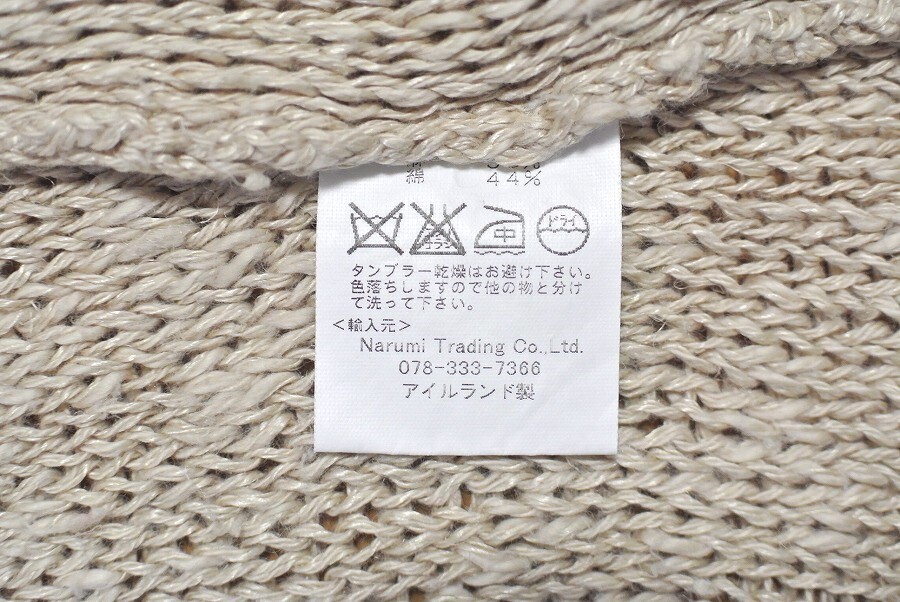 綿 44%
中 ドライ
タンブラー乾燥はお避け下さい。
色落ちしますので他の物と分け
て洗って下さい。
<輸入元>
Narumi Trading Co.,Ltd.
078-333-7366
アイルランド製